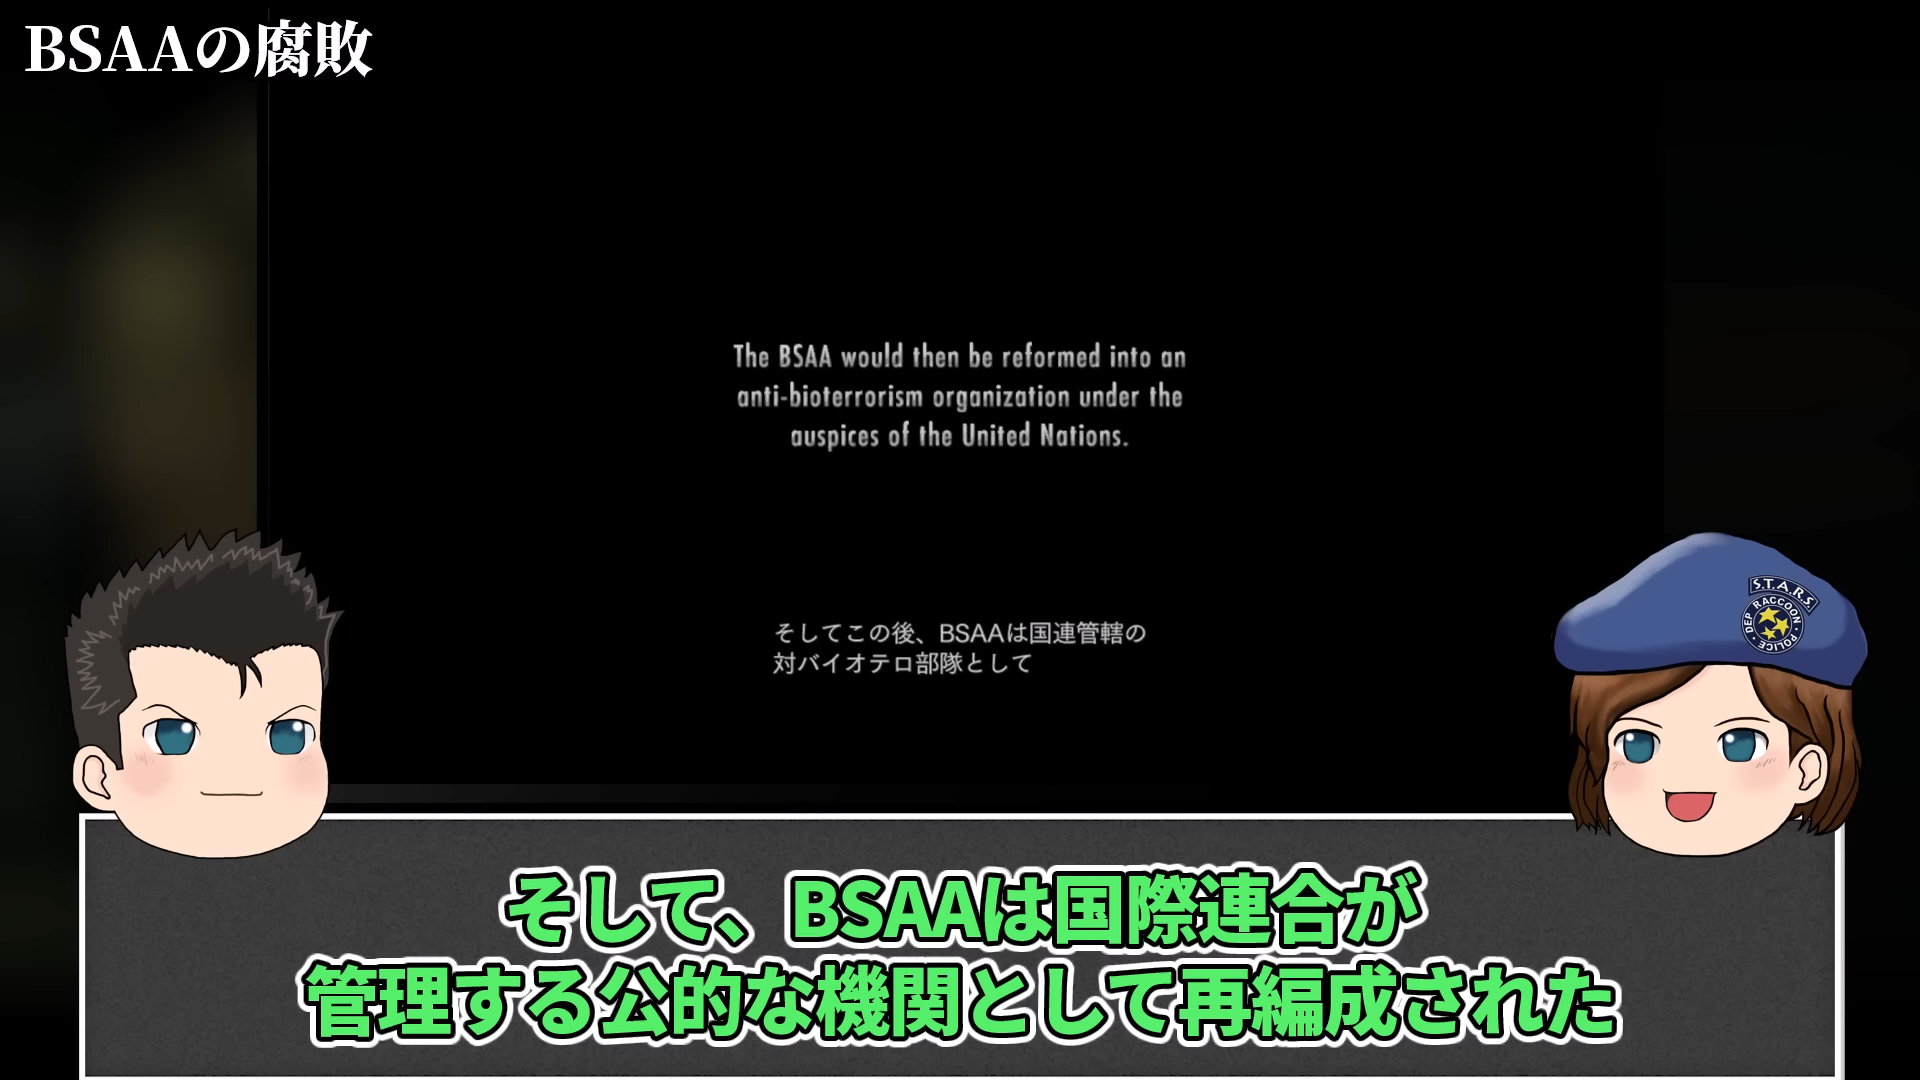 BSAAの腐敗
The BSAA would then be reformed into an
anti-bioterrorism organization under the
auspices of the United Nations.
S.T.A.R.S.
RACCOON
POLICE
DEP
そしてこの後、BSAAは国連管轄の
対バイオテロ部隊として
そして、BSAAは国際連合が
管理する公的な機関として再編成された